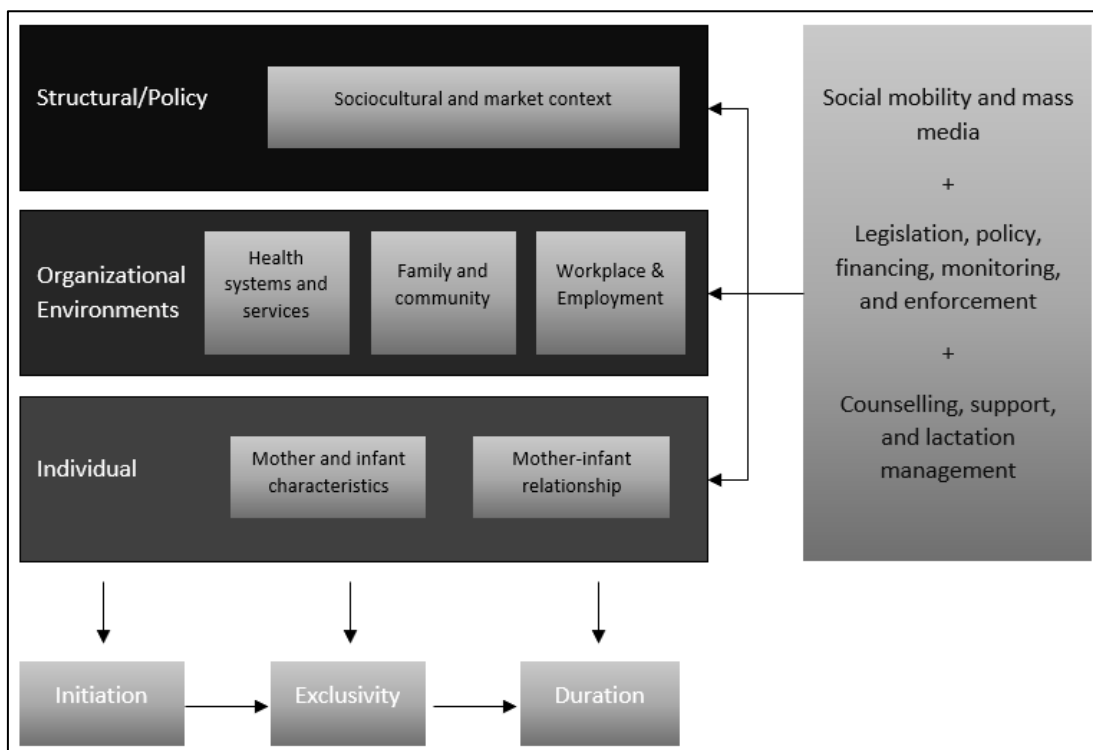 Structural/Policy
Sociocultural and market context
Organizational
Environments
Health
systems and
services
Family and
community
Workplace &
Employment
Individual
Mother and infant
characteristics
Mother-infant
relationship
Initiation
Exclusivity
Duration
Social mobility and mass
media
+
Legislation, policy,
financing, monitoring,
and enforcement
+
Counselling, support,
and lactation
management